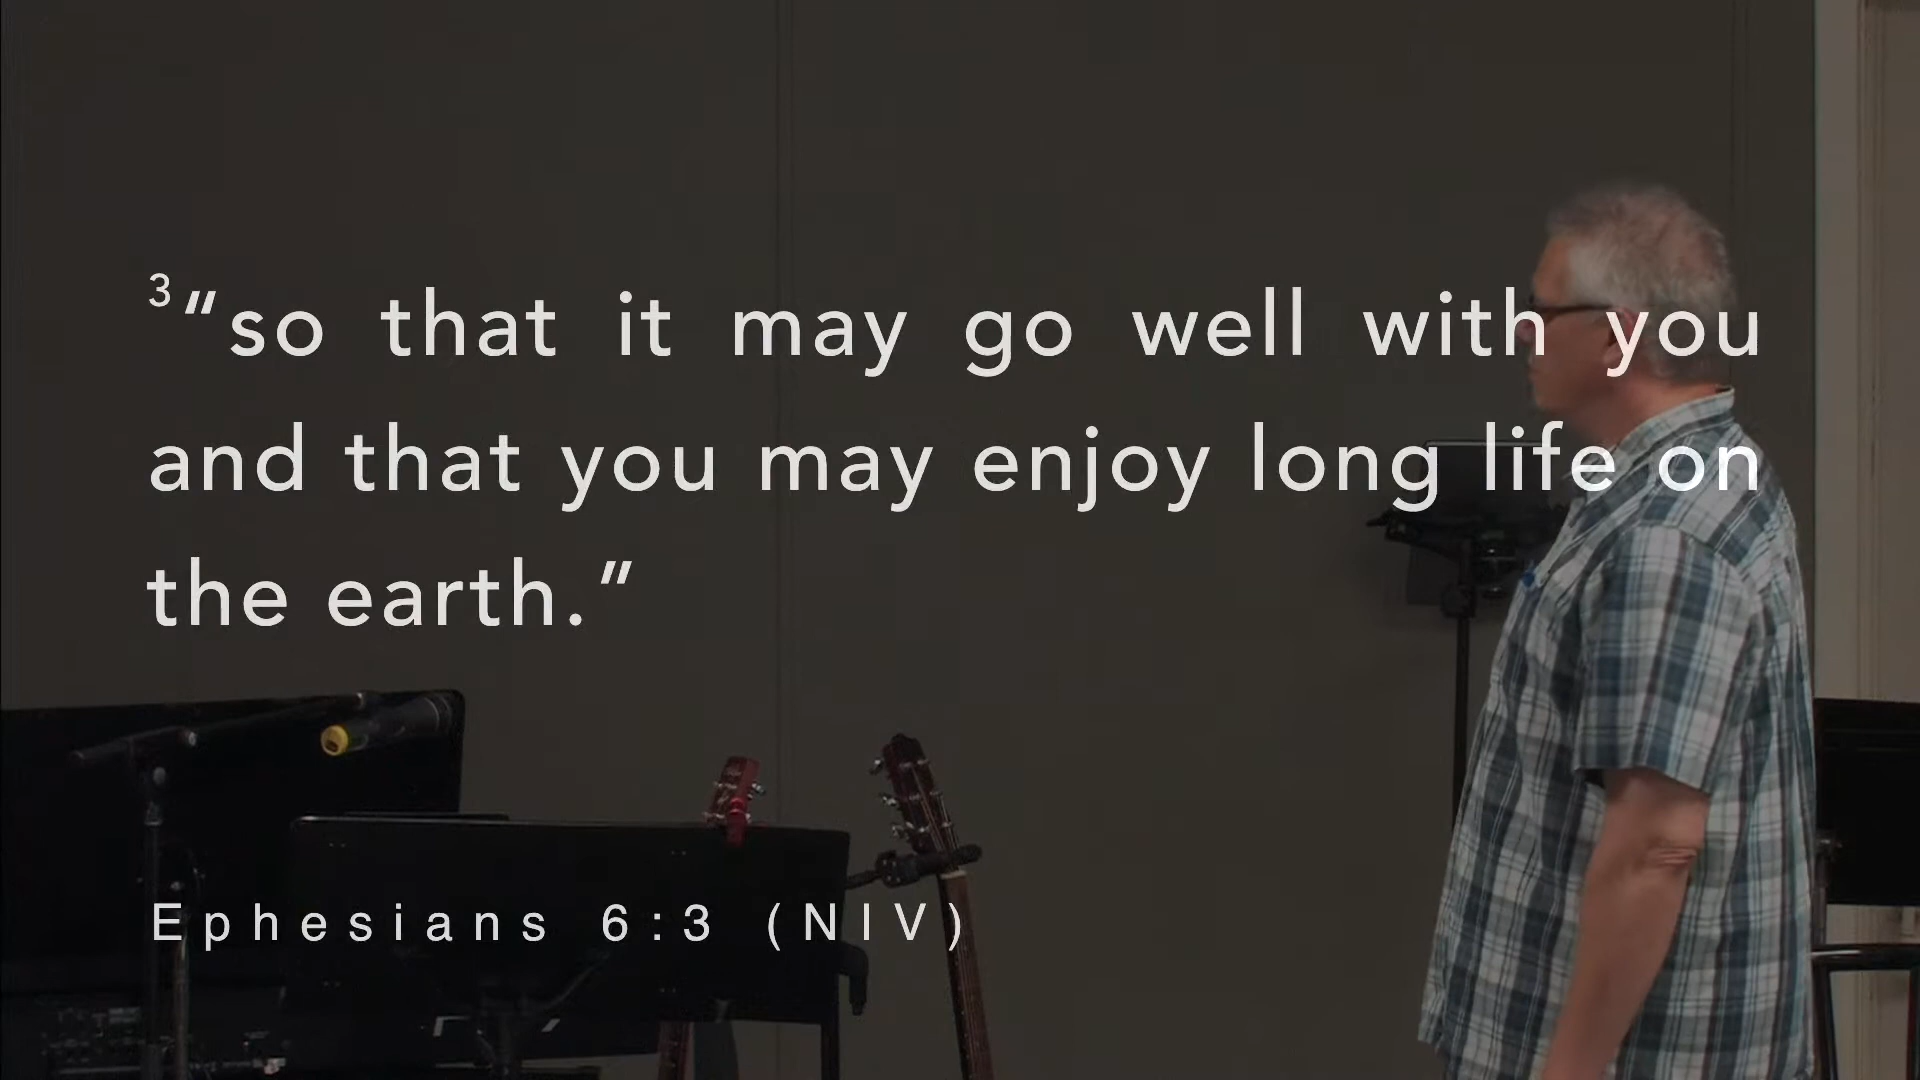 ³“so that it may go well with you
and that you may enjoy long life on
the earth.”
Ephesians 6:3 (NIV)